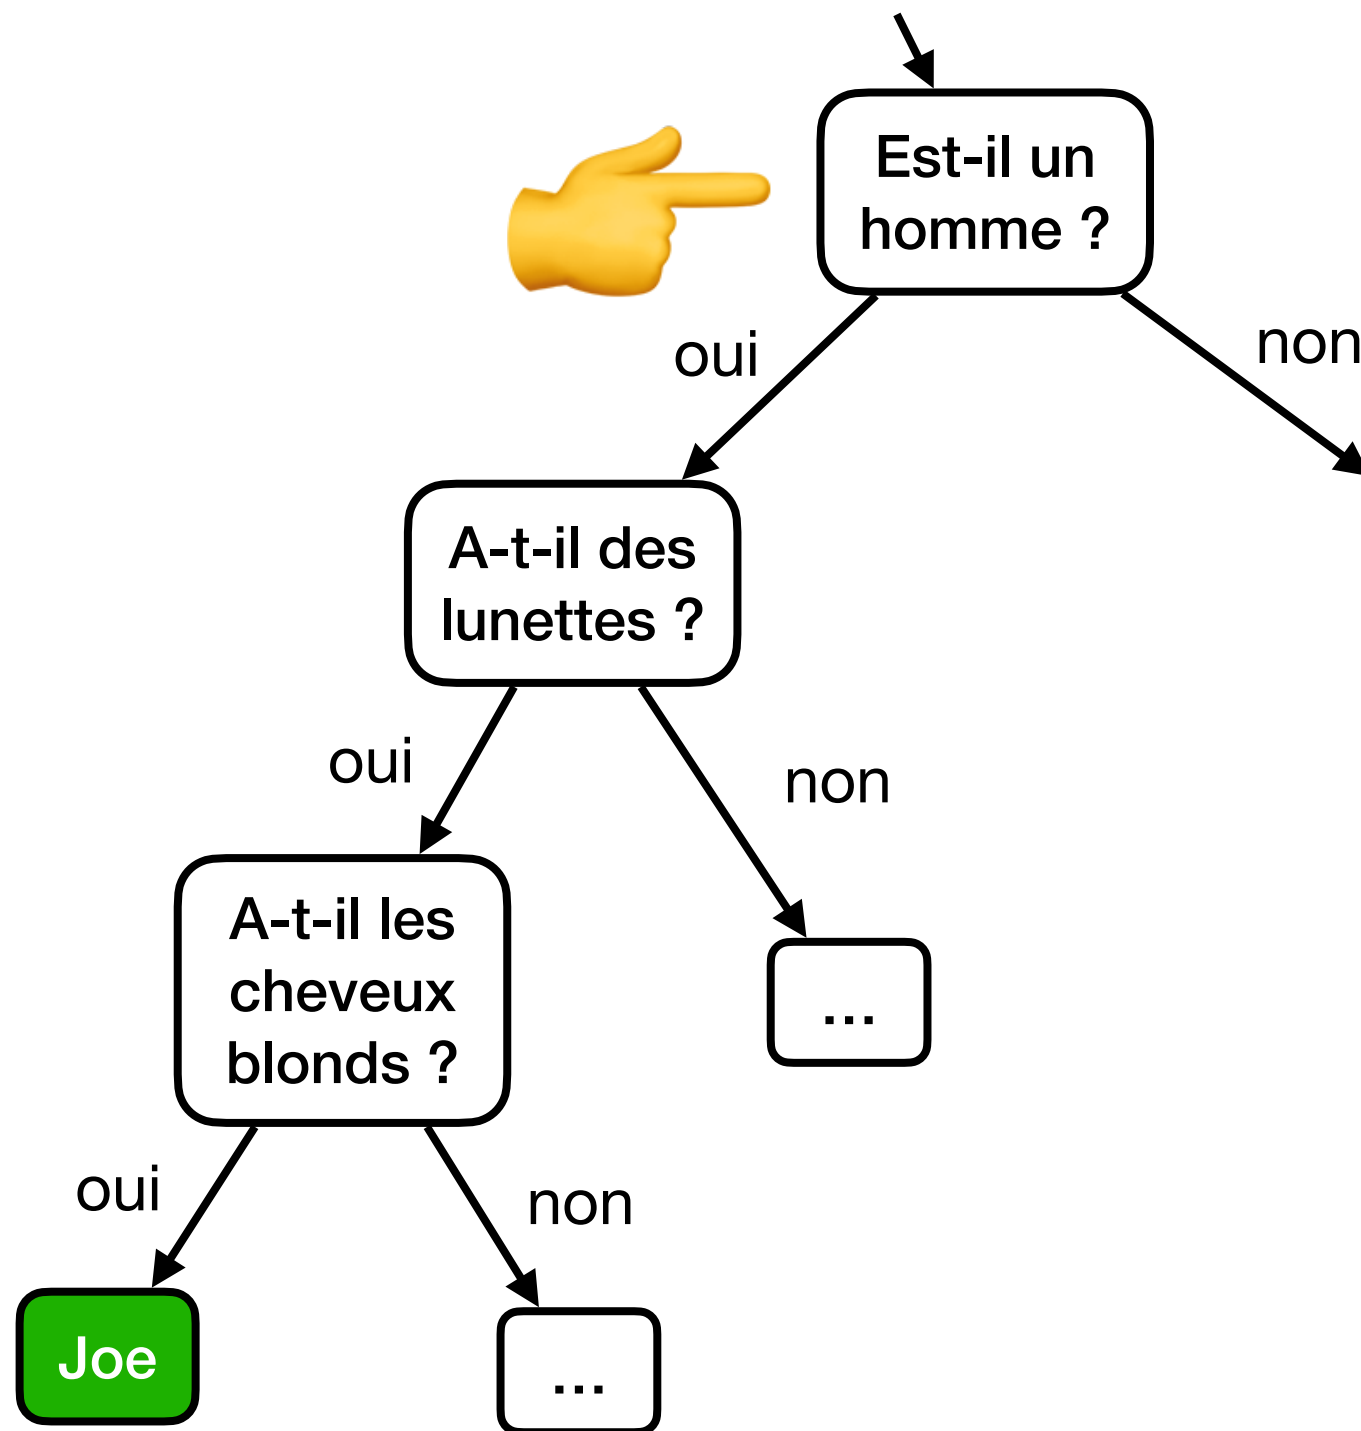 Est-il un
homme ?
oui
non
A-t-il des
lunettes ?
oui
non
A-t-il les
cheveux
blonds ?
...
oui
non
Joe
...